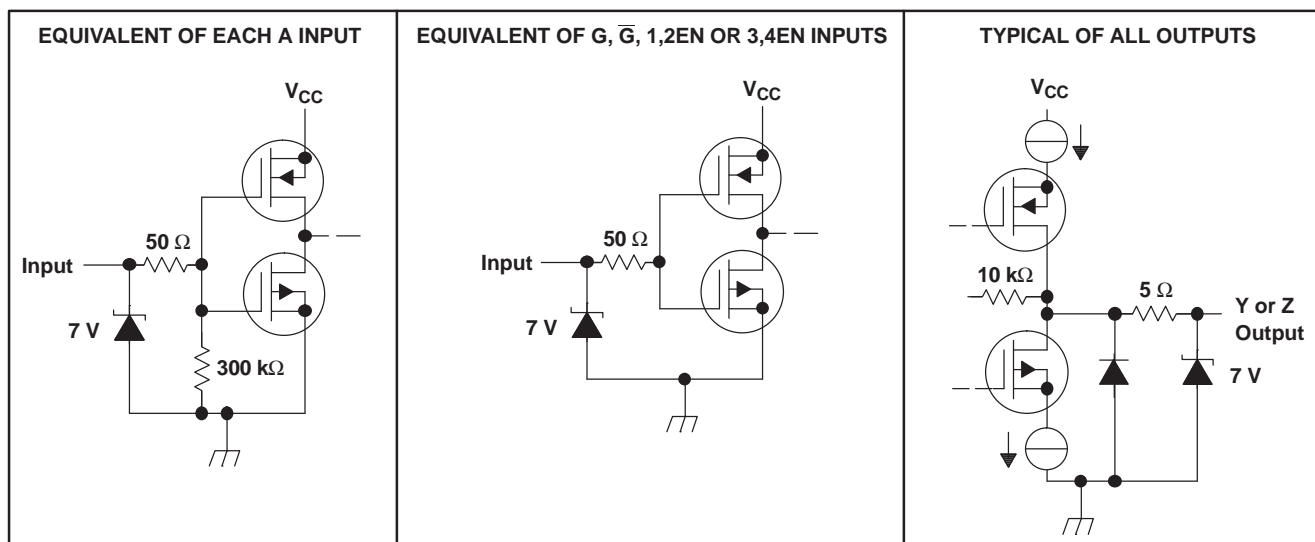 EQUIVALENT OF EACH A INPUT
VCC
50 Ω
Input
7 V
300 kΩ
EQUIVALENT OF G, G̅, 1,2EN OR 3,4EN INPUTS
VCC
50 Ω
Input
7 V
TYPICAL OF ALL OUTPUTS
VCC
10 kΩ
5 Ω
Y or Z
Output
7 V